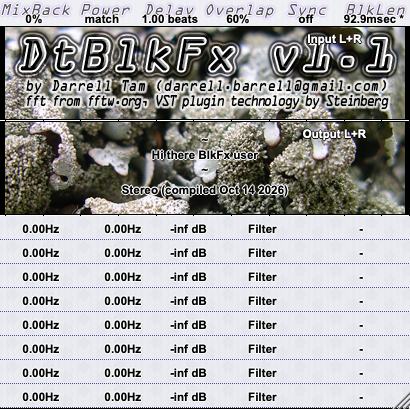 MixBack Power Delay Overlap Sync BlkLen
0% match 1.00 beats 60% off 92.9msec *
Input L+R
DtBlkFx v1.1
by Darrell Tam (darrell.barrell@gmail.com)
fft from fftw.org, VST plugin technology by Steinberg
Output L+R
~
Hi there BlkFx user
~
Stereo (compiled Oct 14 2026)
0.00Hz 0.00Hz -inf dB Filter -
0.00Hz 0.00Hz -inf dB Filter -
0.00Hz 0.00Hz -inf dB Filter -
0.00Hz 0.00Hz -inf dB Filter -
0.00Hz 0.00Hz -inf dB Filter -
0.00Hz 0.00Hz -inf dB Filter -
0.00Hz 0.00Hz -inf dB Filter -
0.00Hz 0.00Hz -inf dB Filter -